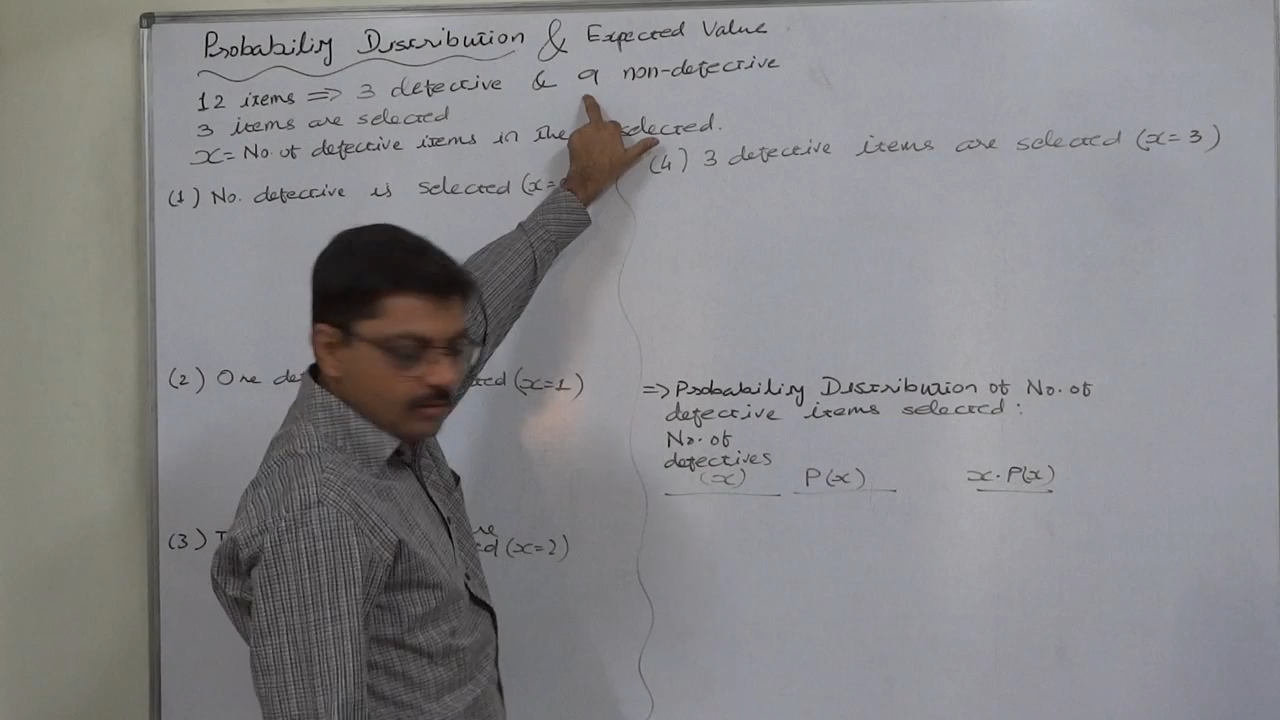 Probability Distribution & Expected Value
12 items => 3 defective & 9 non-defective
3 items are selected
x = No. of defective items in the selected.
(1) No. defective is selected (x=
(2) One de ted (x=1)
(3) T re
ed (x=2)
(4) 3 defective items are selected (x=3)
=> Probability Distribution of No. of
defective items selected :
No. of
defectives
(x) P(x) x.P(x)